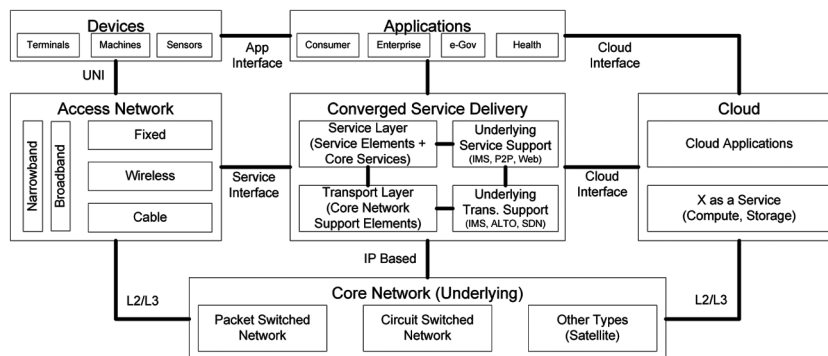 Devices
Terminals
Machines
Sensors
App
Interface
Applications
Consumer
Enterprise
e-Gov
Health
Cloud
Interface
UNI
Access Network
Narrowband
Broadband
Fixed
Wireless
Cable
Service
Interface
Converged Service Delivery
Service Layer
(Service Elements +
Core Services)
Underlying
Service Support
(IMS, P2P, Web)
Transport Layer
(Core Network
Support Elements)
Underlying
Trans. Support
(IMS, ALTO, SDN)
Cloud
Interface
Cloud
Cloud Applications
X as a Service
(Compute, Storage)
IP Based
L2/L3
L2/L3
Core Network (Underlying)
Packet Switched
Network
Circuit Switched
Network
Other Types
(Satellite)